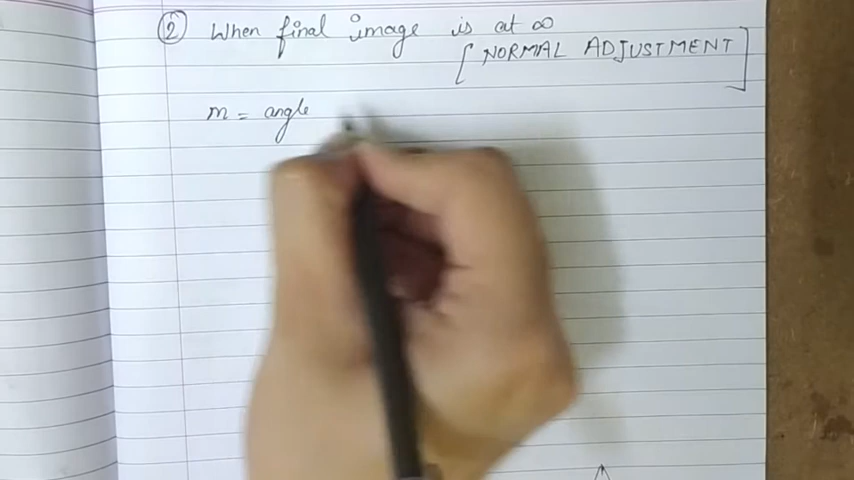 ② When final image is at ∞
[NORMAL ADJUSTMENT]
m = angle